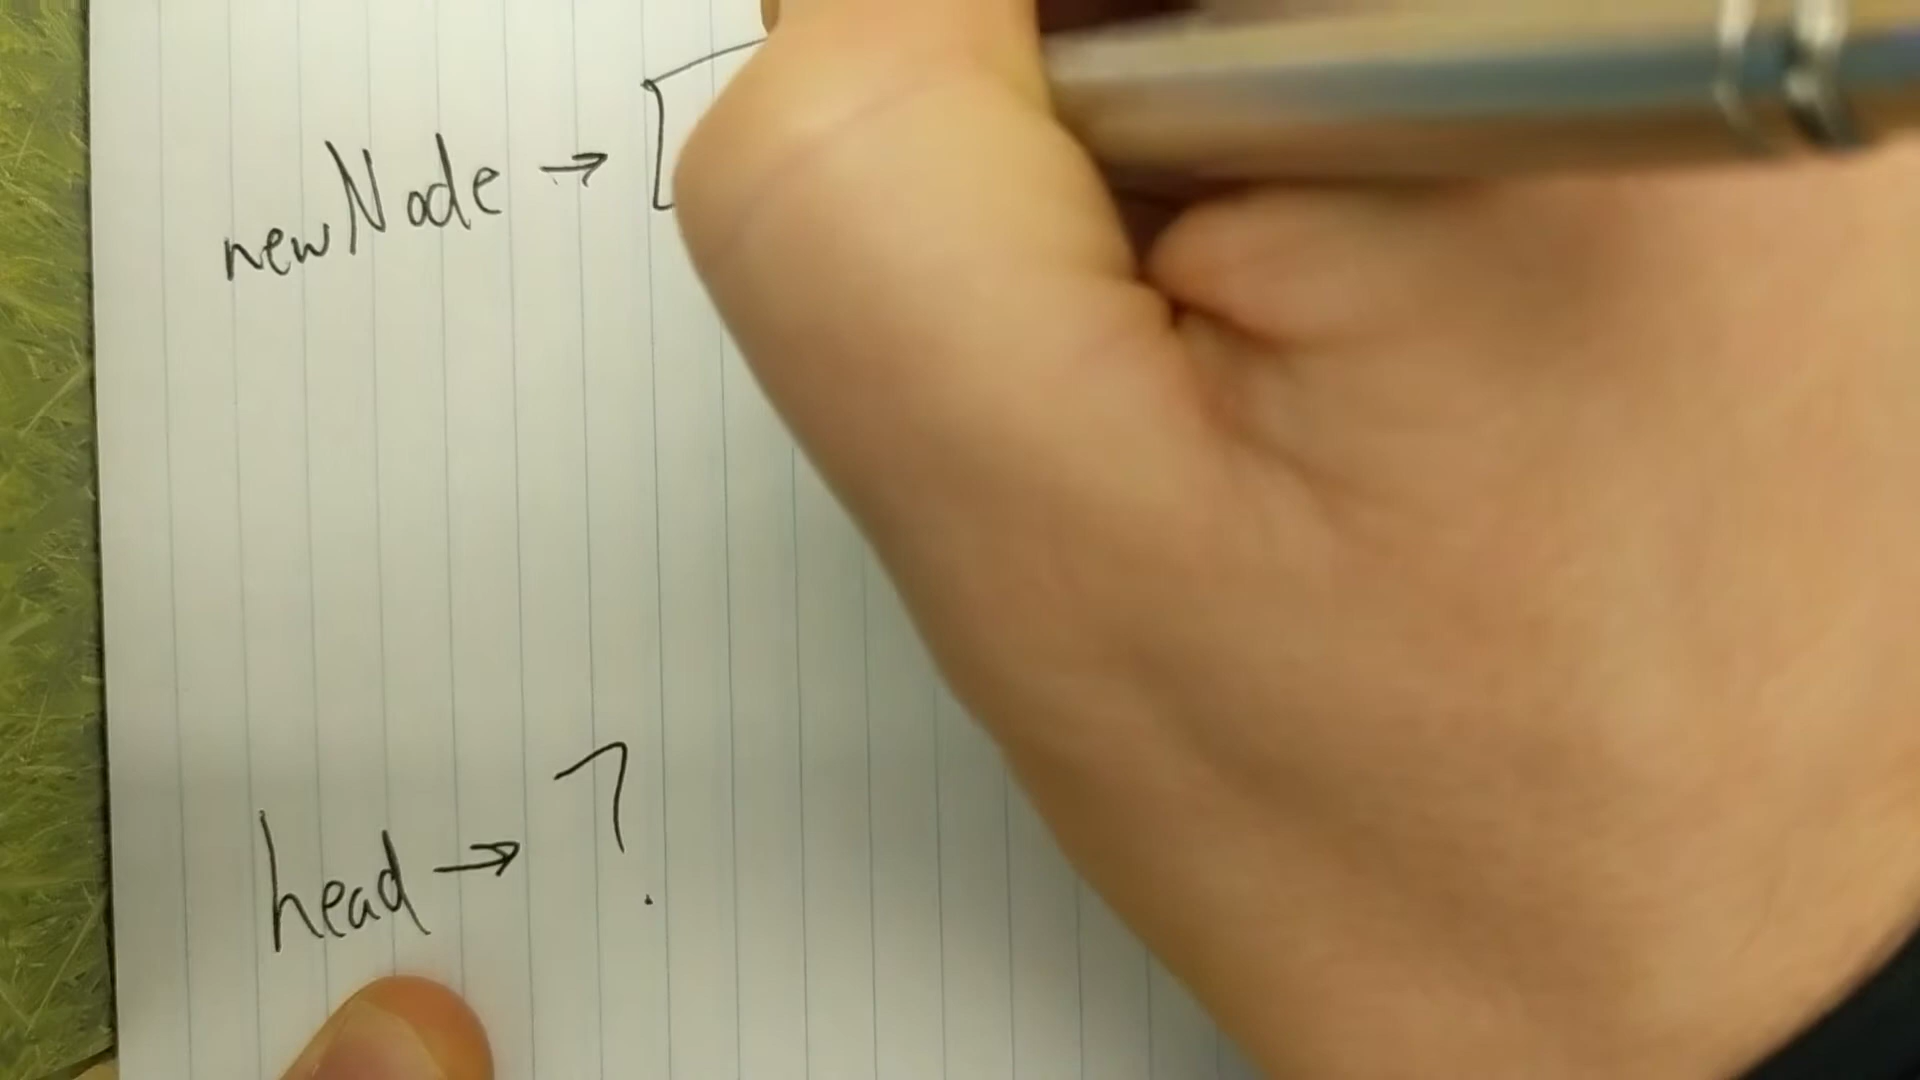 newNode →
head → ?